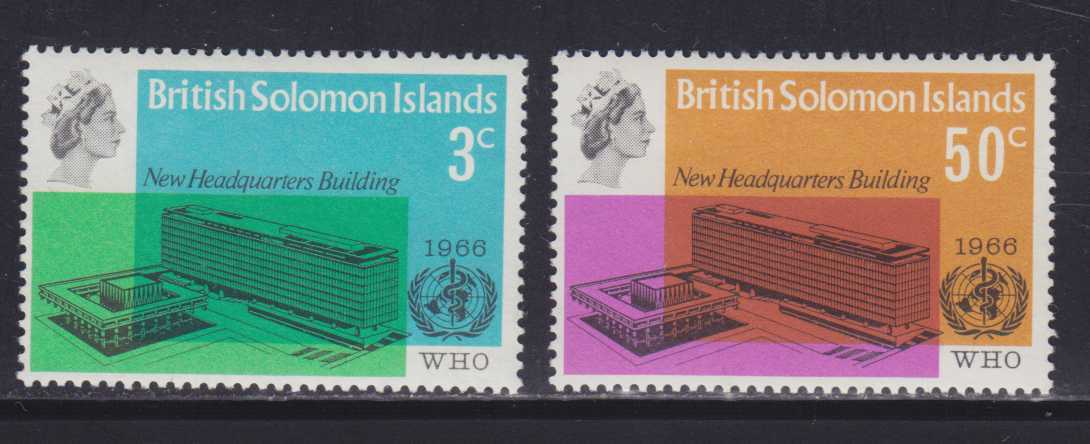 British Solomon Islands
3c
New Headquarters Building
1966
WHO
British Solomon Islands
50c
New Headquarters Building
1966
WHO